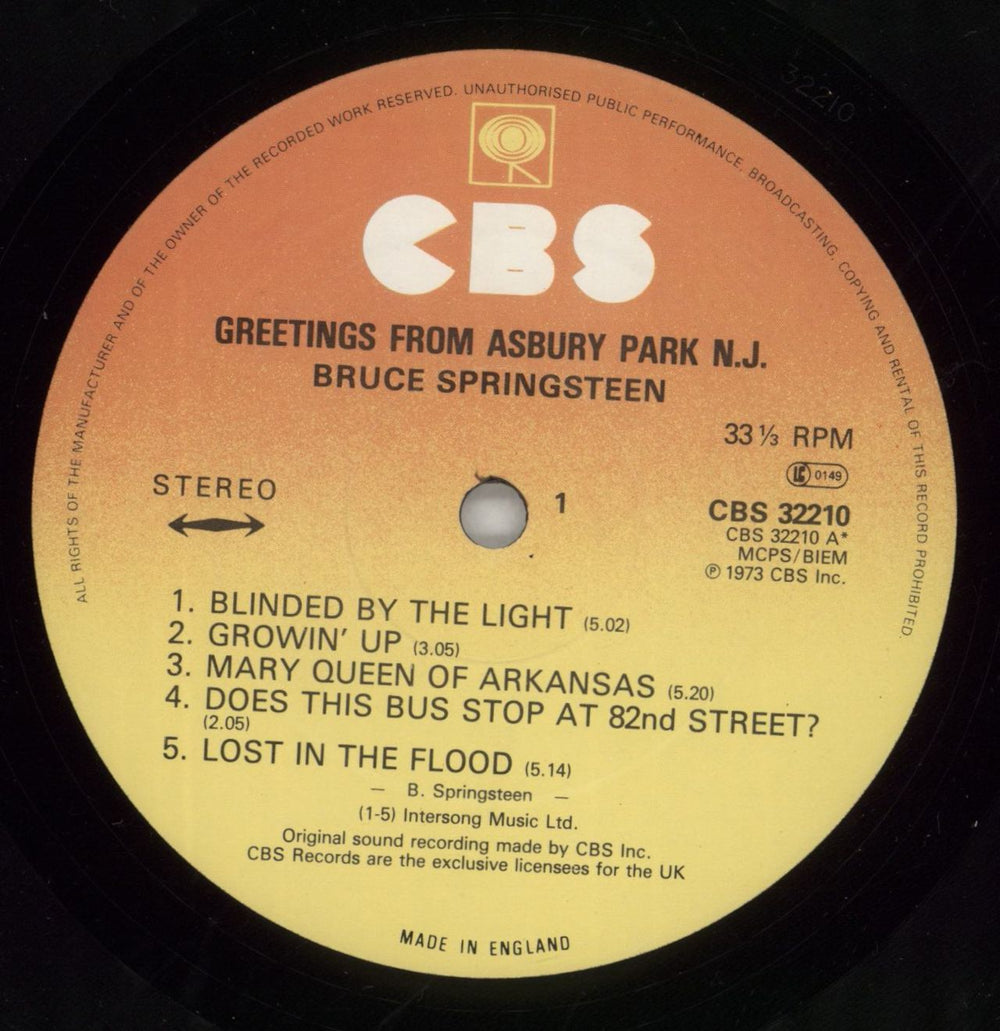 ALL RIGHTS OF THE MANUFACTURER AND OF THE OWNER OF THE RECORDED WORK RESERVED. UNAUTHORISED PUBLIC PERFORMANCE, BROADCASTING, COPYING AND RENTAL OF THIS RECORD PROHIBITED.
32210
CBS
GREETINGS FROM ASBURY PARK N.J.
BRUCE SPRINGSTEEN
33 ⅓ RPM
LC 0149
STEREO
1
CBS 32210
CBS 32210 A*
MCPS/BIEM
℗ 1973 CBS Inc.
1. BLINDED BY THE LIGHT (5.02)
2. GROWIN' UP (3.05)
3. MARY QUEEN OF ARKANSAS (5.20)
4. DOES THIS BUS STOP AT 82nd STREET?
(2.05)
5. LOST IN THE FLOOD (5.14)
— B. Springsteen —
(1-5) Intersong Music Ltd.
Original sound recording made by CBS Inc.
CBS Records are the exclusive licensees for the UK
MADE IN ENGLAND